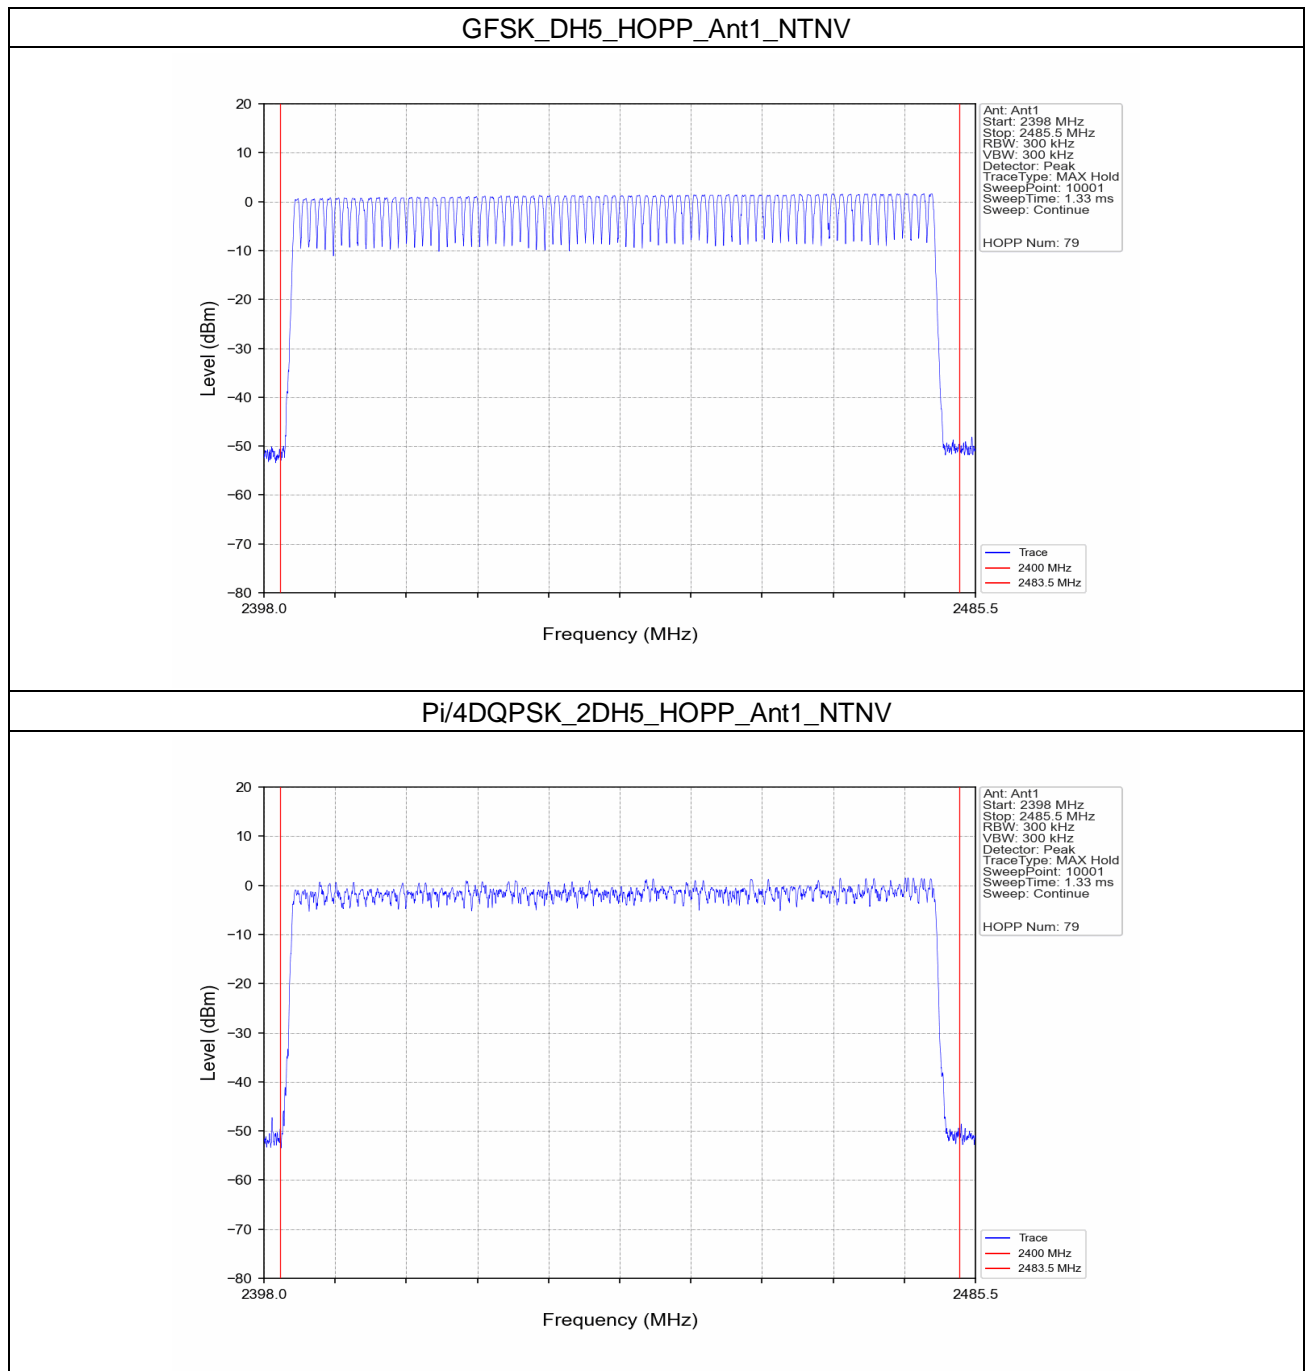 GFSK_DH5_HOPP_Ant1_NTNV
20
10
0
−10
−20
−30
−40
−50
−60
−70
−80
Level (dBm)
2398.0
2485.5
Frequency (MHz)
Ant: Ant1
Start: 2398 MHz
Stop: 2485.5 MHz
RBW: 300 kHz
VBW: 300 kHz
Detector: Peak
TraceType: MAX Hold
SweepPoint: 10001
SweepTime: 1.33 ms
Sweep: Continue
HOPP Num: 79
Trace
2400 MHz
2483.5 MHz
Pi/4DQPSK_2DH5_HOPP_Ant1_NTNV
20
10
0
−10
−20
−30
−40
−50
−60
−70
−80
Level (dBm)
2398.0
2485.5
Frequency (MHz)
Ant: Ant1
Start: 2398 MHz
Stop: 2485.5 MHz
RBW: 300 kHz
VBW: 300 kHz
Detector: Peak
TraceType: MAX Hold
SweepPoint: 10001
SweepTime: 1.33 ms
Sweep: Continue
HOPP Num: 79
Trace
2400 MHz
2483.5 MHz